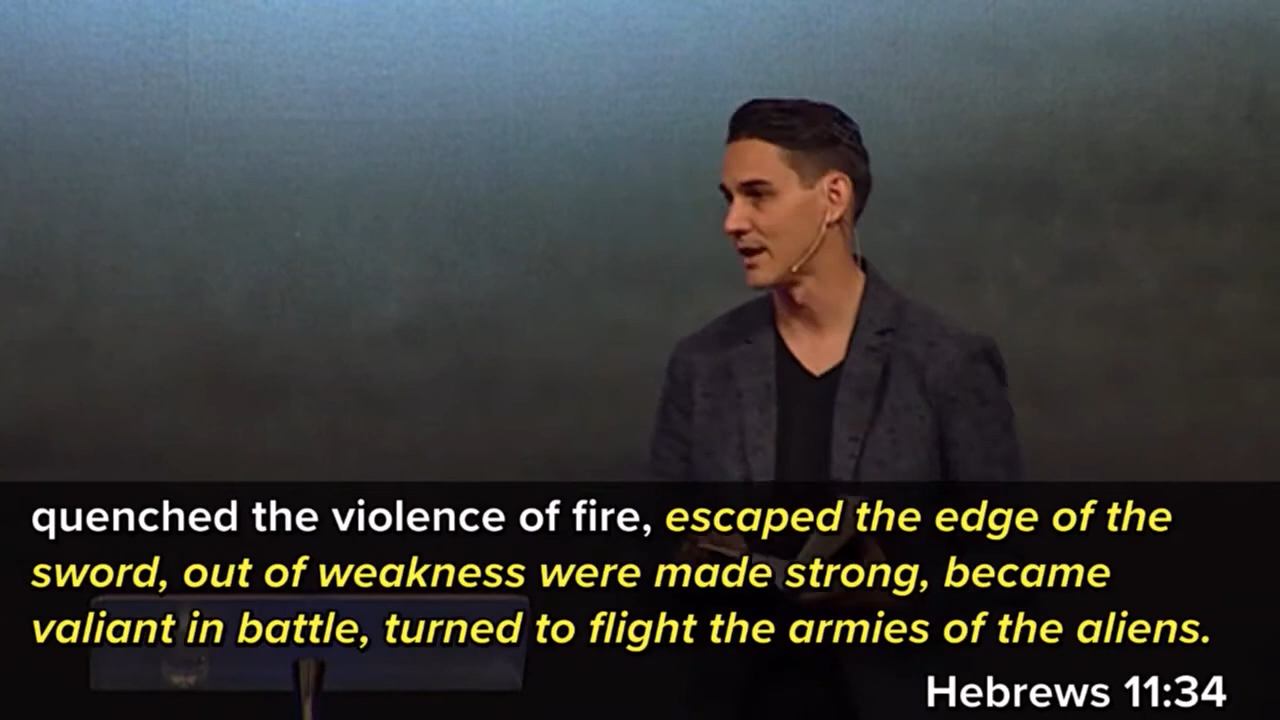 quenched the violence of fire, escaped the edge of the
sword, out of weakness were made strong, became
valiant in battle, turned to flight the armies of the aliens.
Hebrews 11:34